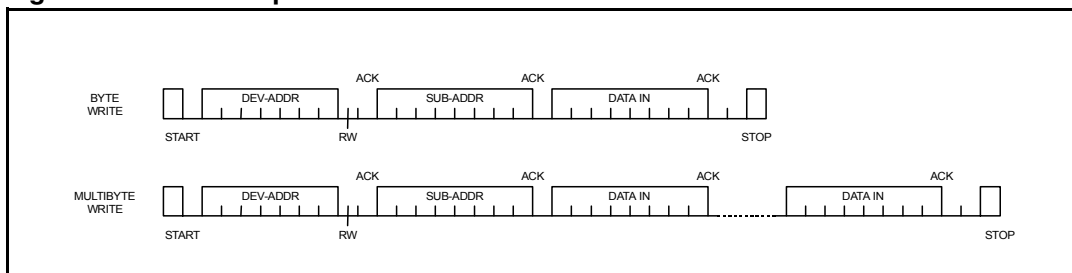 ACK ACK ACK
BYTE WRITE DEV-ADDR SUB-ADDR DATA IN
START RW STOP
ACK ACK ACK ACK
MULTIBYTE WRITE DEV-ADDR SUB-ADDR DATA IN DATA IN
START RW STOP